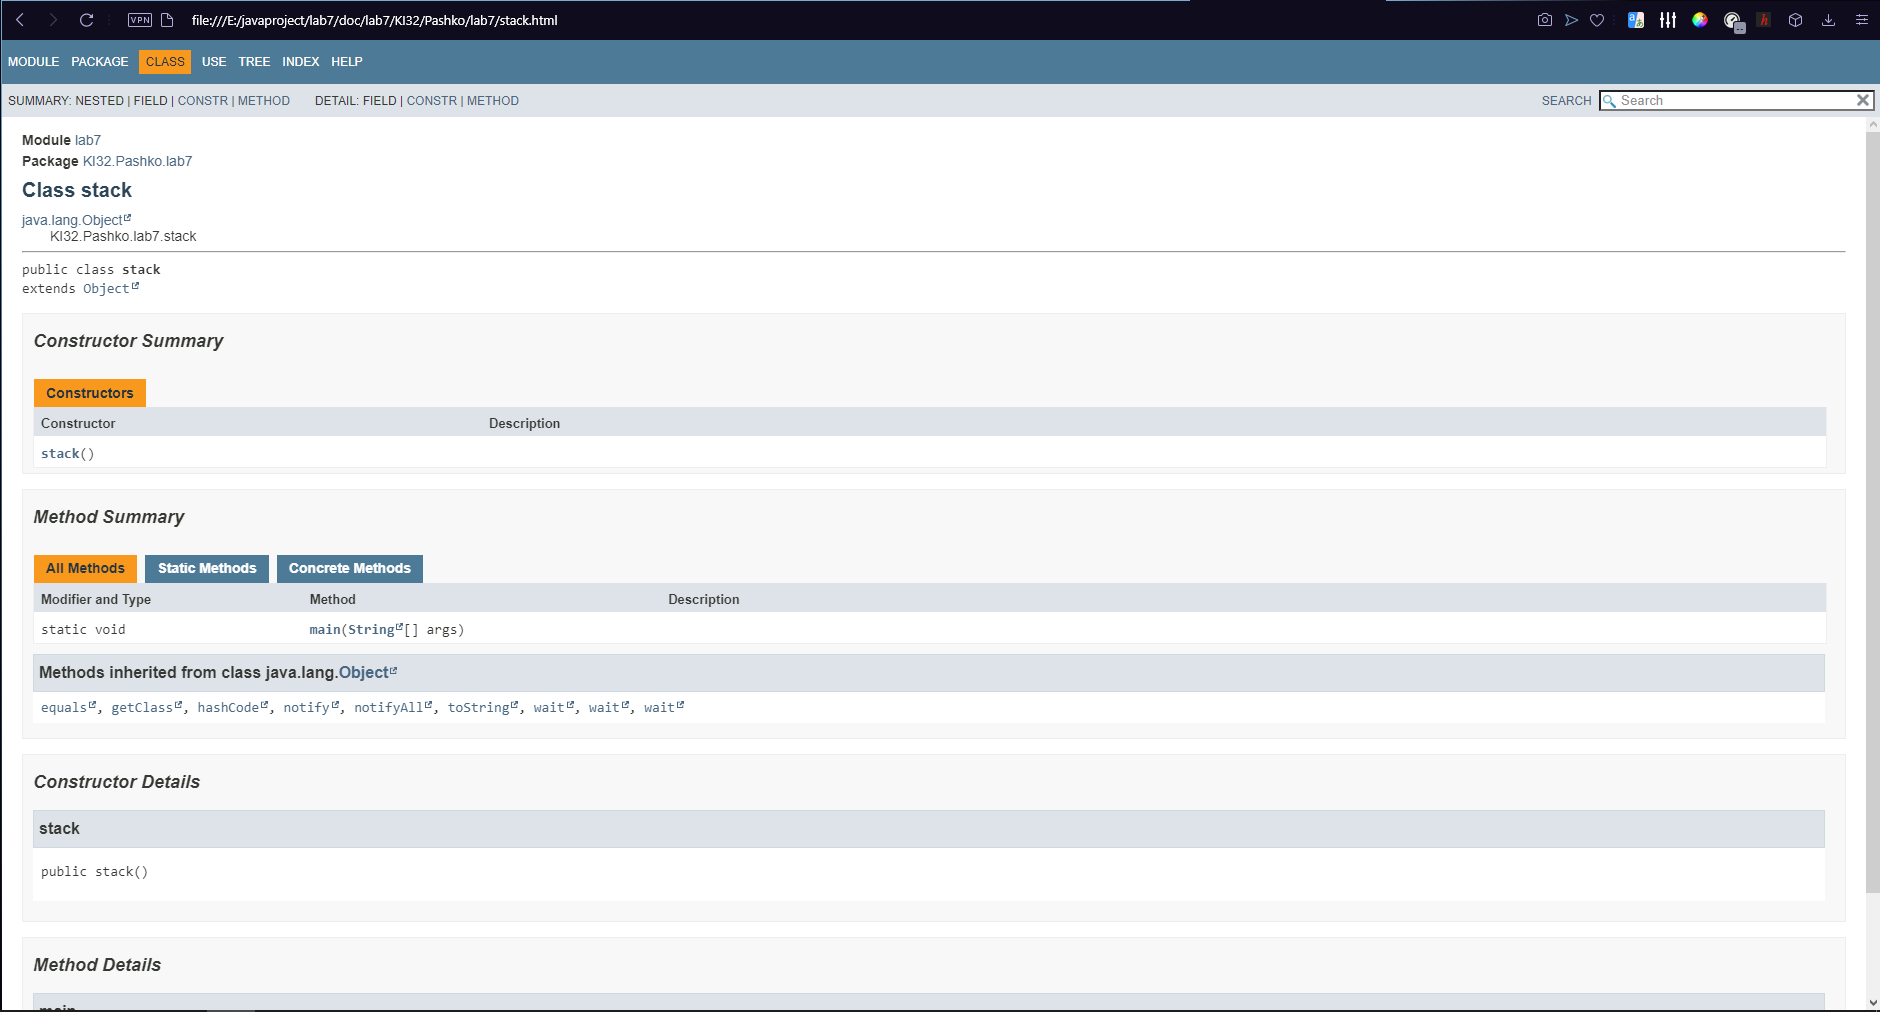 VPN file:///E:/javaproject/lab7/doc/lab7/KI32/Pashko/lab7/stack.html
MODULE PACKAGE CLASS USE TREE INDEX HELP
SUMMARY: NESTED | FIELD | CONSTR | METHOD DETAIL: FIELD | CONSTR | METHOD SEARCH Search
Module lab7
Package KI32.Pashko.lab7
Class stack
java.lang.Object
KI32.Pashko.lab7.stack
public class stack
extends Object
Constructor Summary
Constructors
Constructor Description
stack()
Method Summary
All Methods Static Methods Concrete Methods
Modifier and Type Method Description
static void main(String[] args)
Methods inherited from class java.lang.Object
equals, getClass, hashCode, notify, notifyAll, toString, wait, wait, wait
Constructor Details
stack
public stack()
Method Details
main